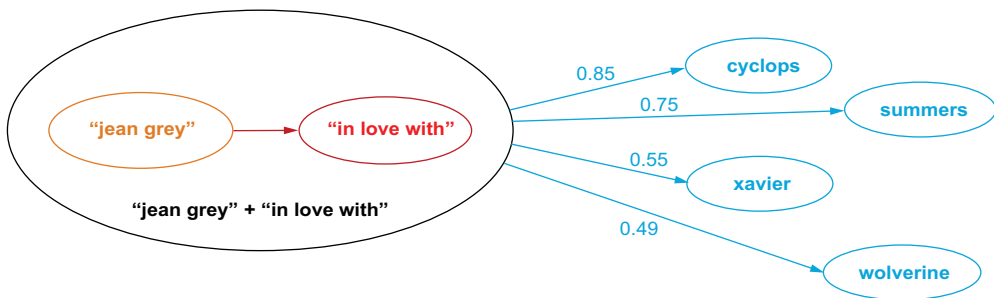 “jean grey”
“in love with”
“jean grey” + “in love with”
0.85
cyclops
0.75
summers
0.55
xavier
0.49
wolverine